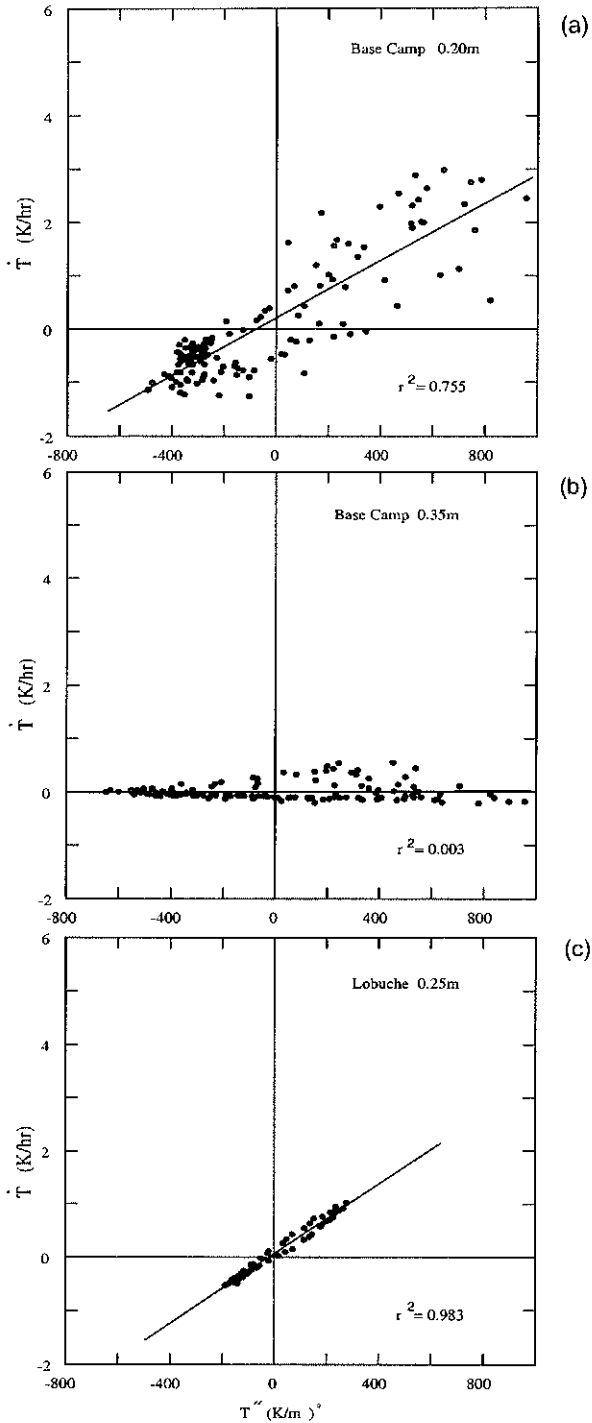 (a)
Base Camp 0.20m
6
4
2
0
-2
Ṫ (K/hr)
r² = 0.755
-800 -400 0 400 800
(b)
Base Camp 0.35m
6
4
2
0
-2
Ṫ (K/hr)
r² = 0.003
-800 -400 0 400 800
(c)
Lobuche 0.25m
6
4
2
0
-2
Ṫ (K/hr)
r² = 0.983
-800 -400 0 400 800
T″ (K/m)°